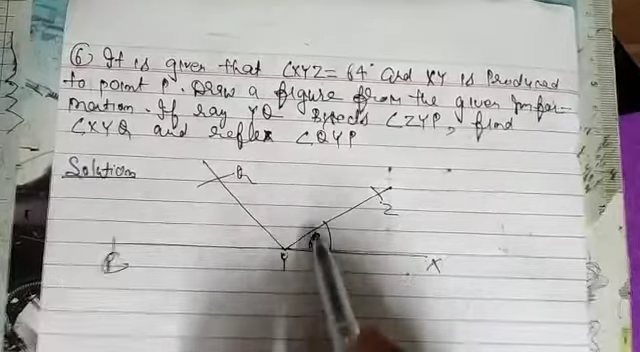 ⑥ It is given that ∠XYZ = 64° and XY is Produced
to point P. Draw a figure from the given infor-
mation. If ray YQ Bisects ∠ZYP, find
∠XYQ and reflex ∠QYP
Solution
Q
Z
Y
X